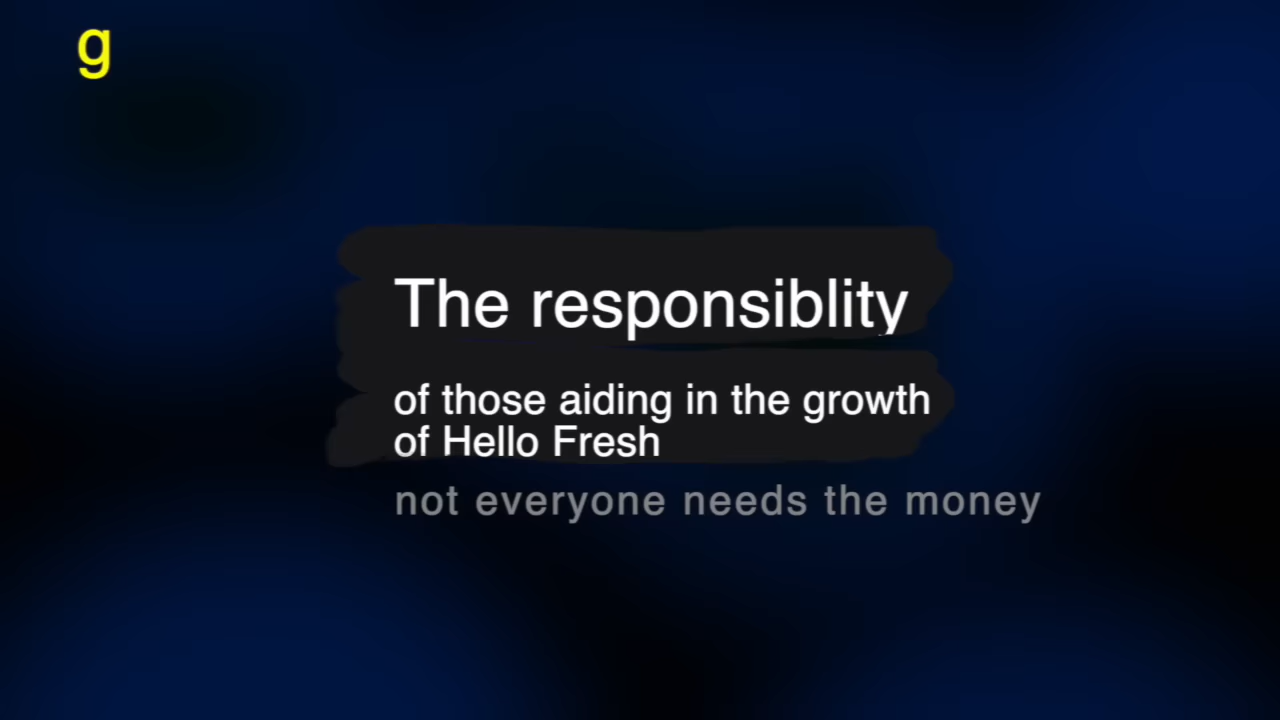 g
The responsiblity
of those aiding in the growth
of Hello Fresh
not everyone needs the money